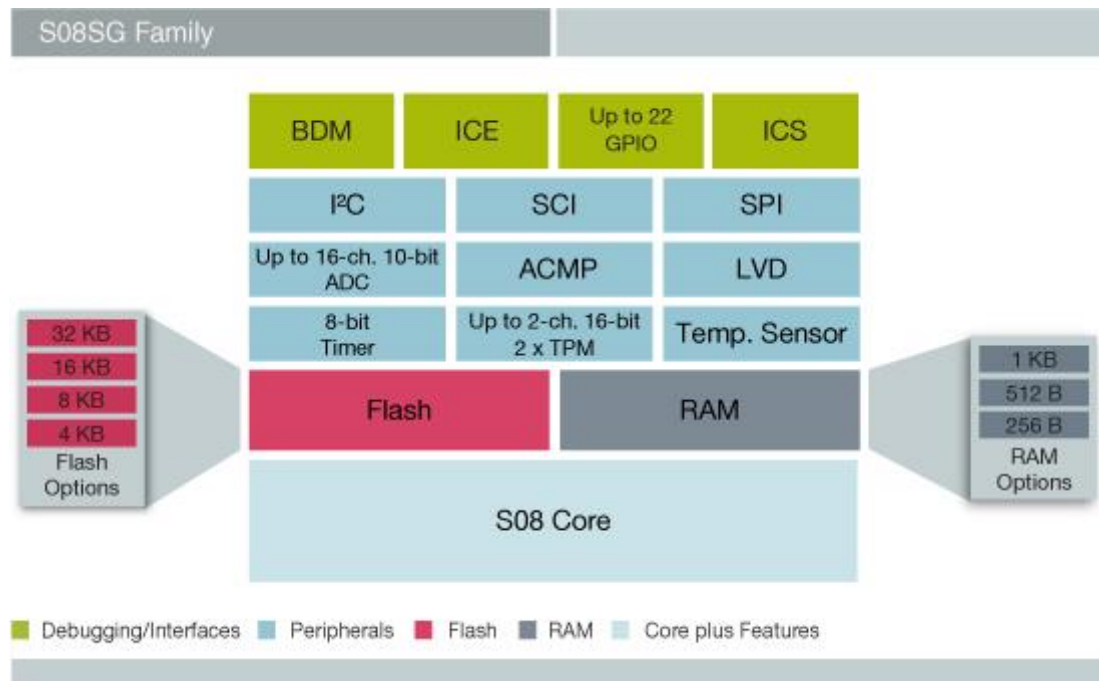 S08SG Family
BDM
ICE
Up to 22
GPIO
ICS
I²C
SCI
SPI
Up to 16-ch. 10-bit
ADC
ACMP
LVD
8-bit
Timer
Up to 2-ch. 16-bit
2 x TPM
Temp. Sensor
32 KB
16 KB
8 KB
4 KB
Flash
Options
Flash
RAM
1 KB
512 B
256 B
RAM
Options
S08 Core
Debugging/Interfaces
Peripherals
Flash
RAM
Core plus Features